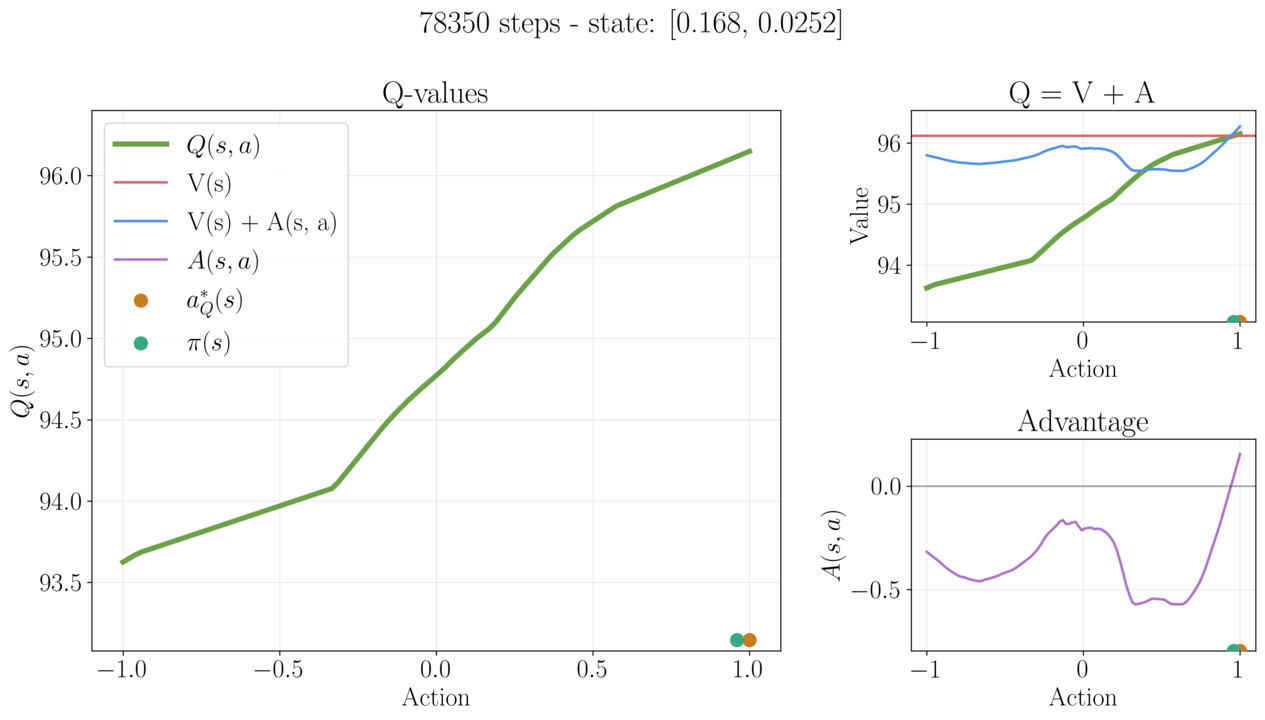 78350 steps - state: [0.168, 0.0252]
Q-values
Q(s, a)
V(s)
V(s) + A(s, a)
A(s, a)
a*_Q(s)
π(s)
96.0
95.5
95.0
94.5
94.0
93.5
Q(s, a)
−1.0
−0.5
0.0
0.5
1.0
Action
Q = V + A
96
95
94
Value
−1
0
1
Action
Advantage
0.0
−0.5
A(s, a)
−1
0
1
Action